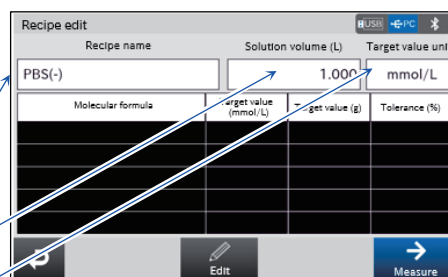 Recipe edit USB PC
Recipe name Solution volume (L) Target value uni
PBS(-) 1.000 mmol/L
Molecular formula Target value (mmol/L) Target value (g) Tolerance (%)
Edit Measure